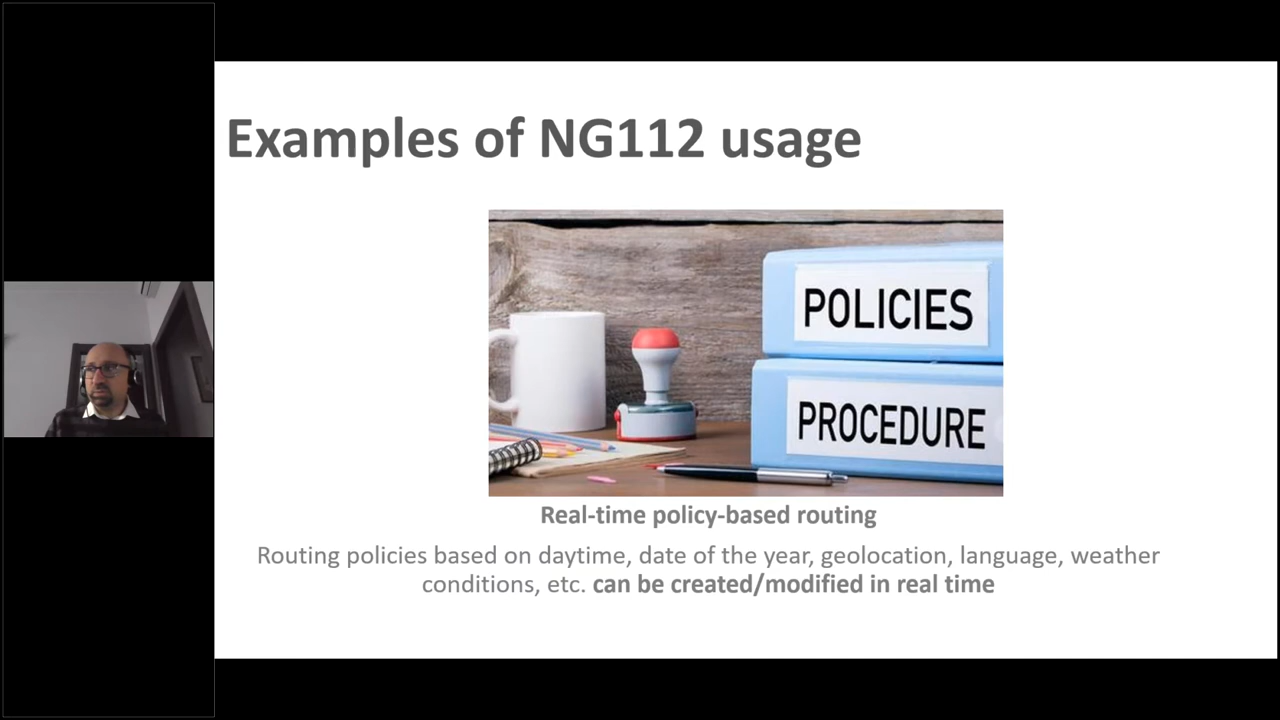 Examples of NG112 usage
POLICIES
PROCEDURE
Real-time policy-based routing
Routing policies based on daytime, date of the year, geolocation, language, weather
conditions, etc. can be created/modified in real time